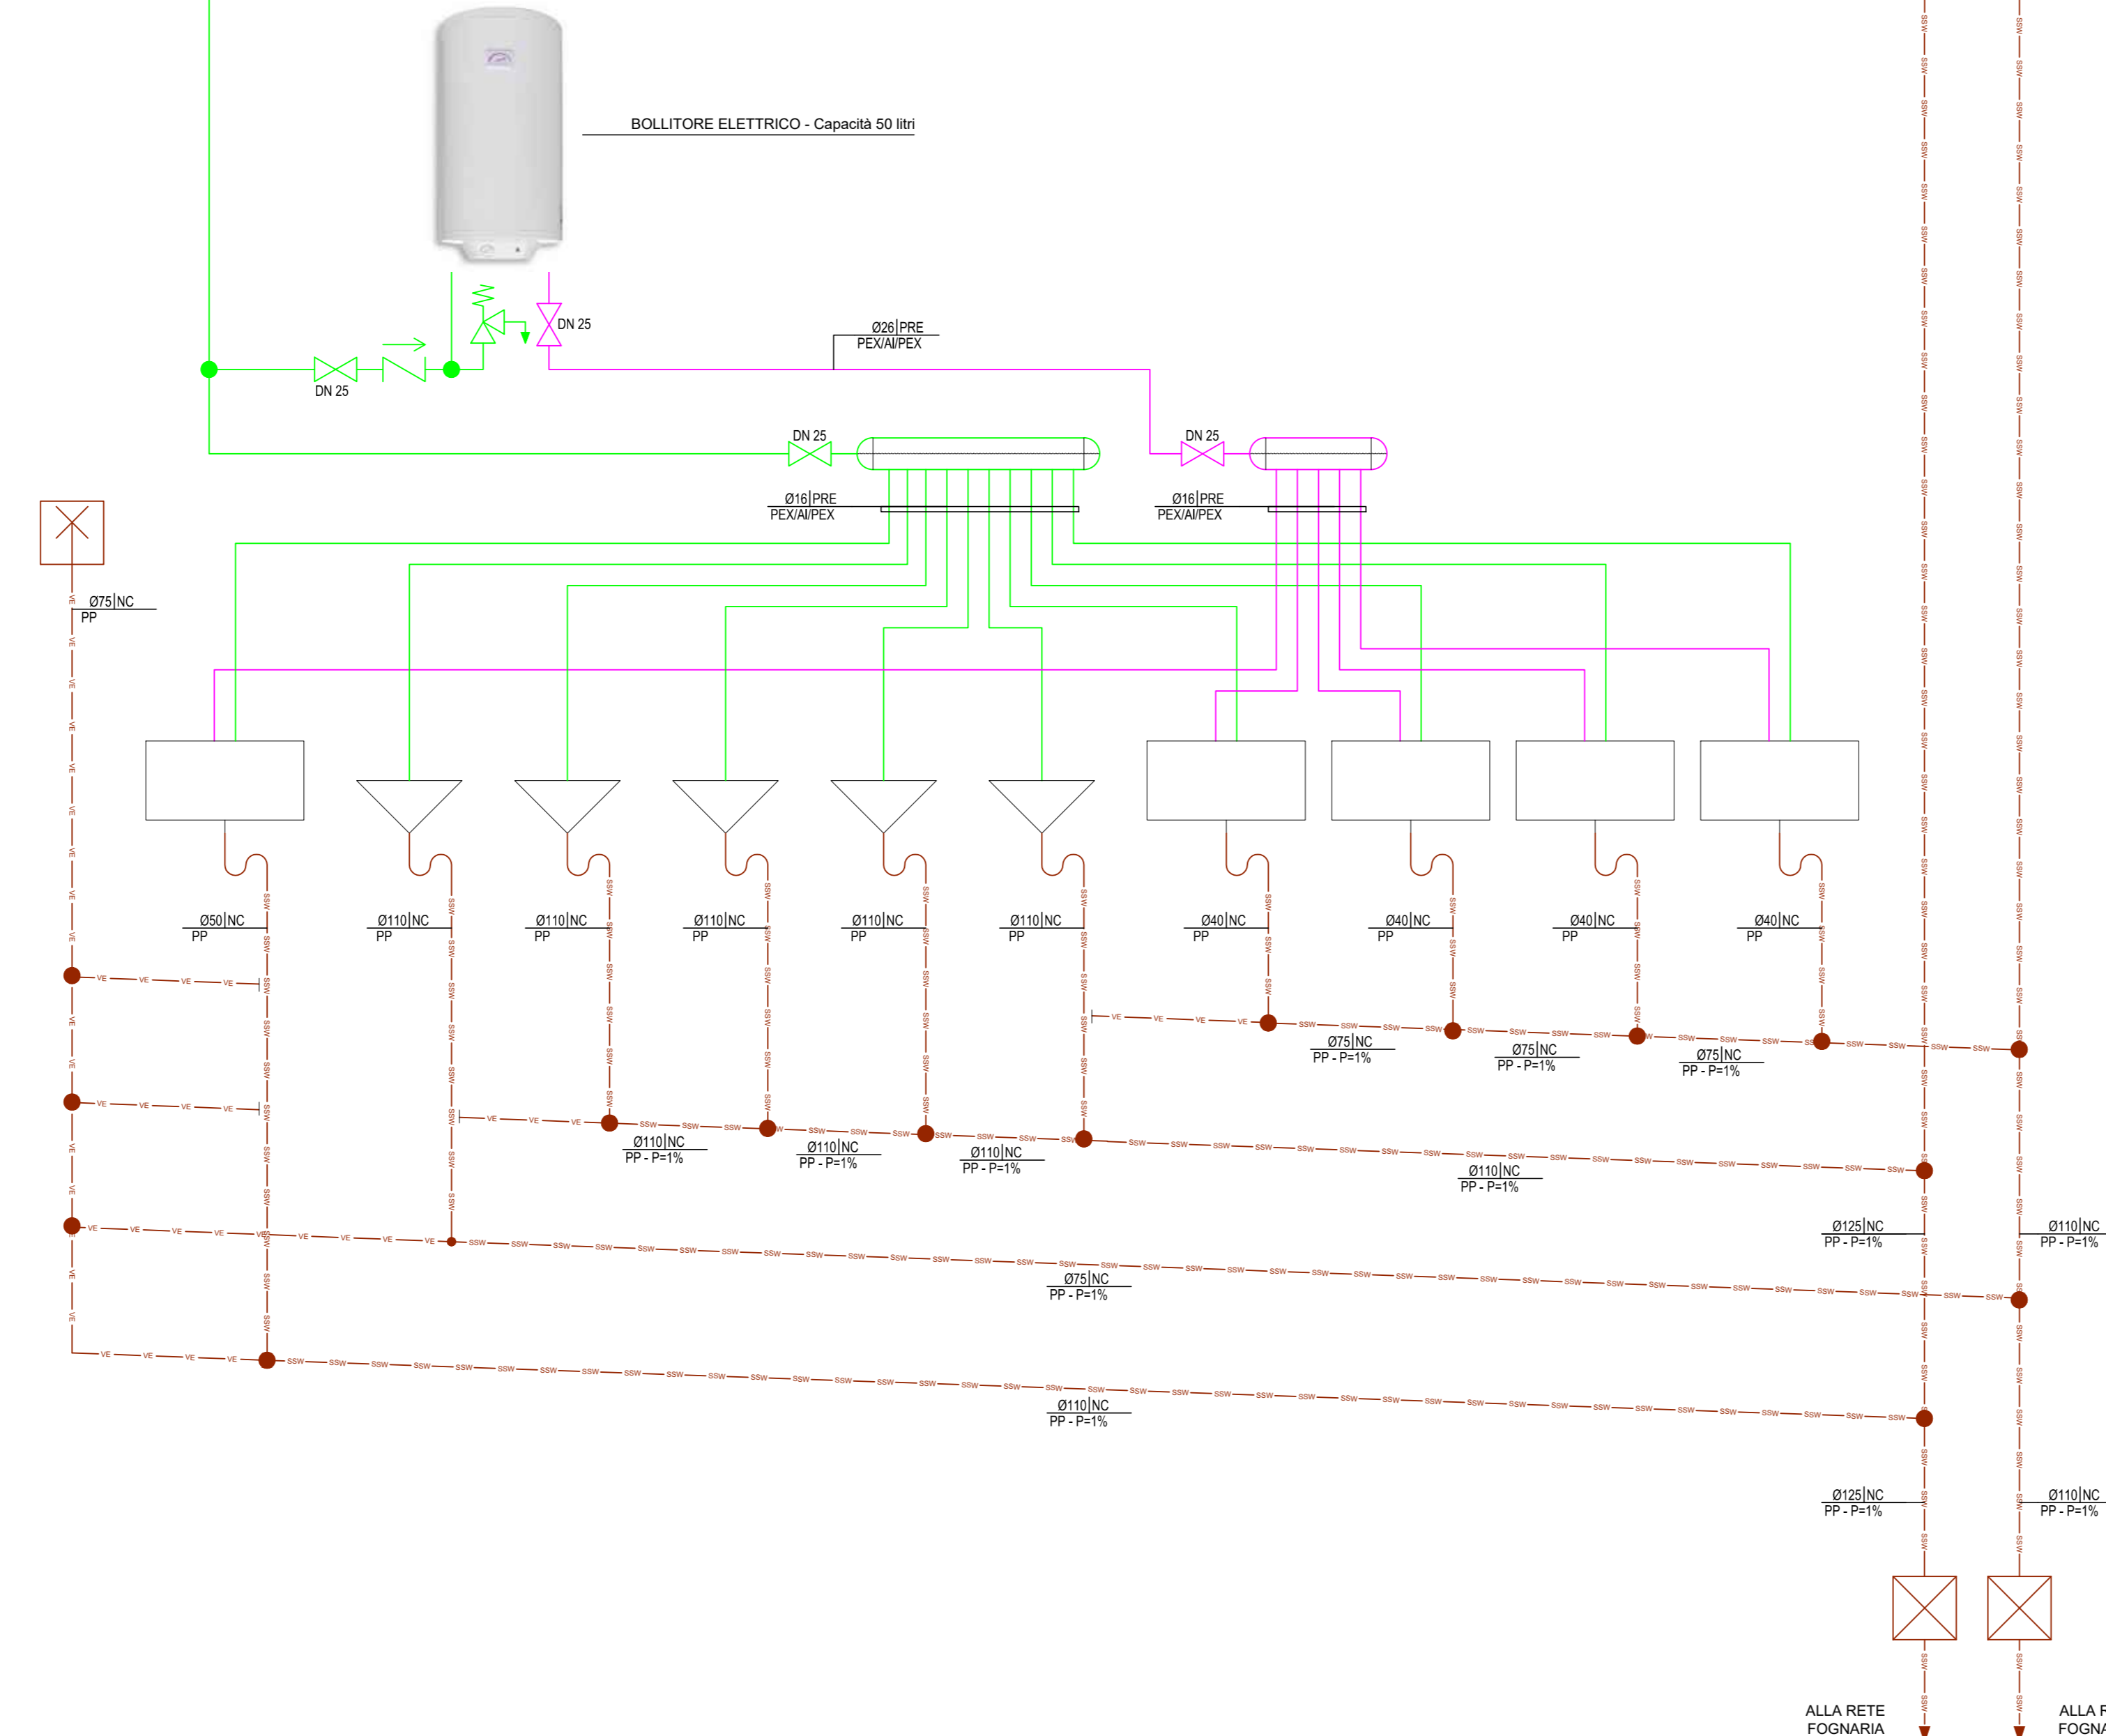 BOLLITORE ELETTRICO - Capacità 50 litri
DN 25
Ø26|PRE
PEX/Al/PEX
DN 25
DN 25
DN 25
Ø16|PRE
PEX/Al/PEX
Ø16|PRE
PEX/Al/PEX
Ø75|NC
PP
Ø50|NC
PP
Ø110|NC
PP
Ø110|NC
PP
Ø110|NC
PP
Ø110|NC
PP
Ø110|NC
PP
Ø40|NC
PP
Ø40|NC
PP
Ø40|NC
PP
Ø40|NC
PP
Ø75|NC
PP - P=1%
Ø75|NC
PP - P=1%
Ø75|NC
PP - P=1%
Ø110|NC
PP - P=1%
Ø110|NC
PP - P=1%
Ø110|NC
PP - P=1%
Ø110|NC
PP - P=1%
Ø125|NC
PP - P=1%
Ø110|NC
PP - P=1%
Ø75|NC
PP - P=1%
Ø110|NC
PP - P=1%
Ø125|NC
PP - P=1%
Ø110|NC
PP - P=1%
ALLA RETE
FOGNARIA
ALLA